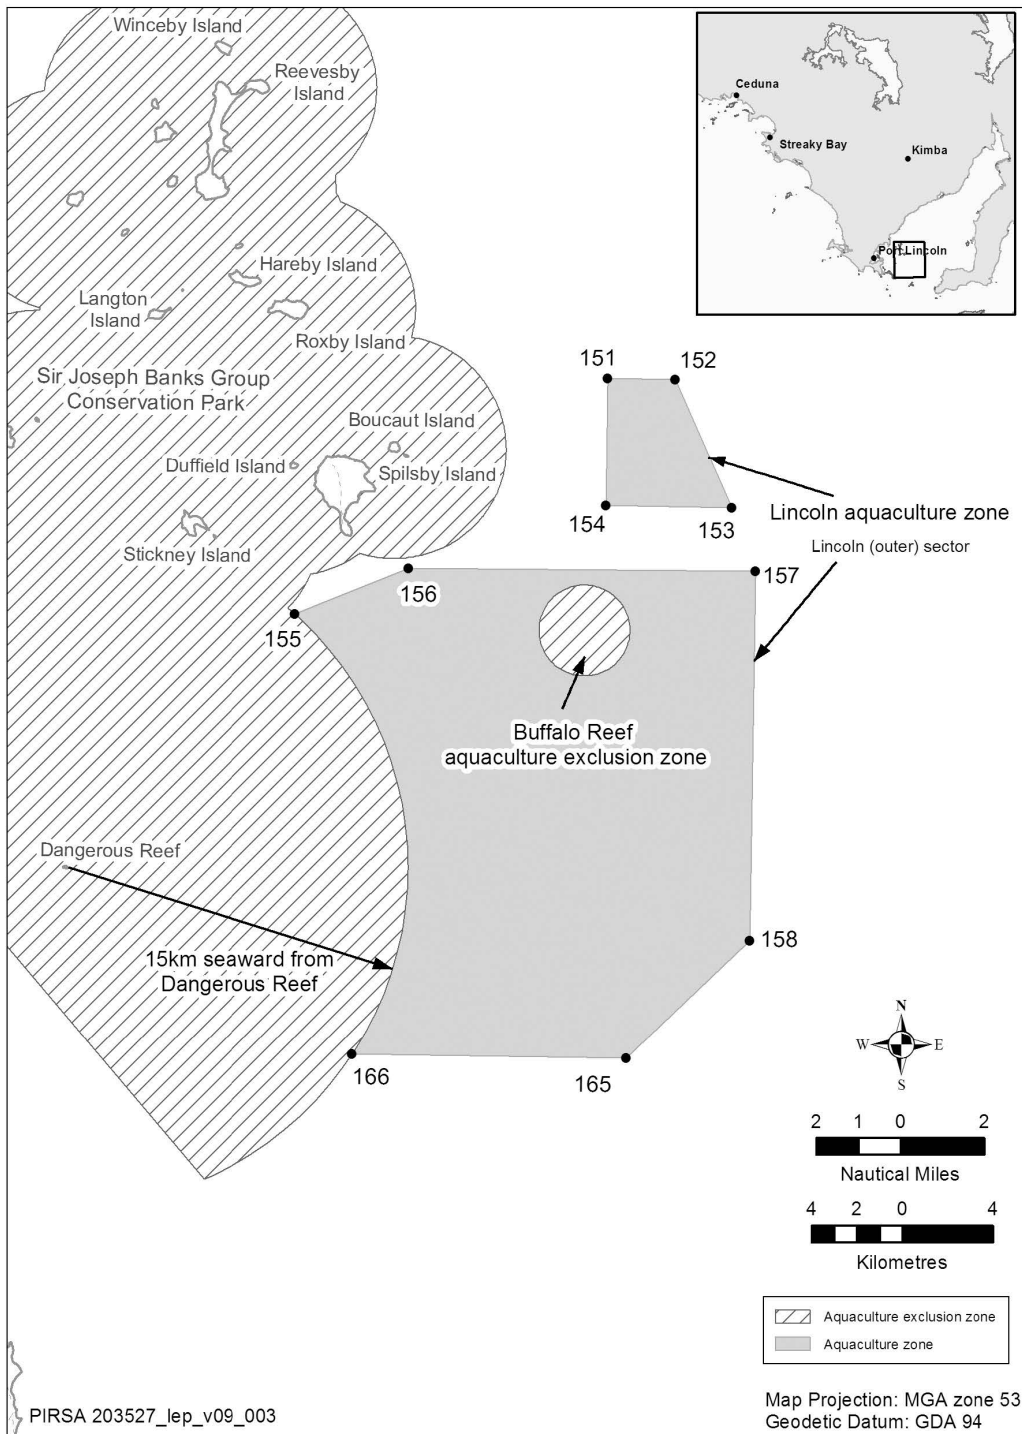 Winceby Island
Reevesby
Island
Ceduna
Streaky Bay
Kimba
Port Lincoln
Hareby Island
Langton
Island
Roxby Island
Sir Joseph Banks Group
Conservation Park
151
152
Boucaut Island
Duffield Island
Spilsby Island
154
153
Lincoln aquaculture zone
Lincoln (outer) sector
Stickney Island
156
157
155
Buffalo Reef
aquaculture exclusion zone
Dangerous Reef
15km seaward from
Dangerous Reef
158
166
165
N
W E
S
2 1 0 2
Nautical Miles
4 2 0 4
Kilometres
Aquaculture exclusion zone
Aquaculture zone
PIRSA 203527_lep_v09_003
Map Projection: MGA zone 53
Geodetic Datum: GDA 94